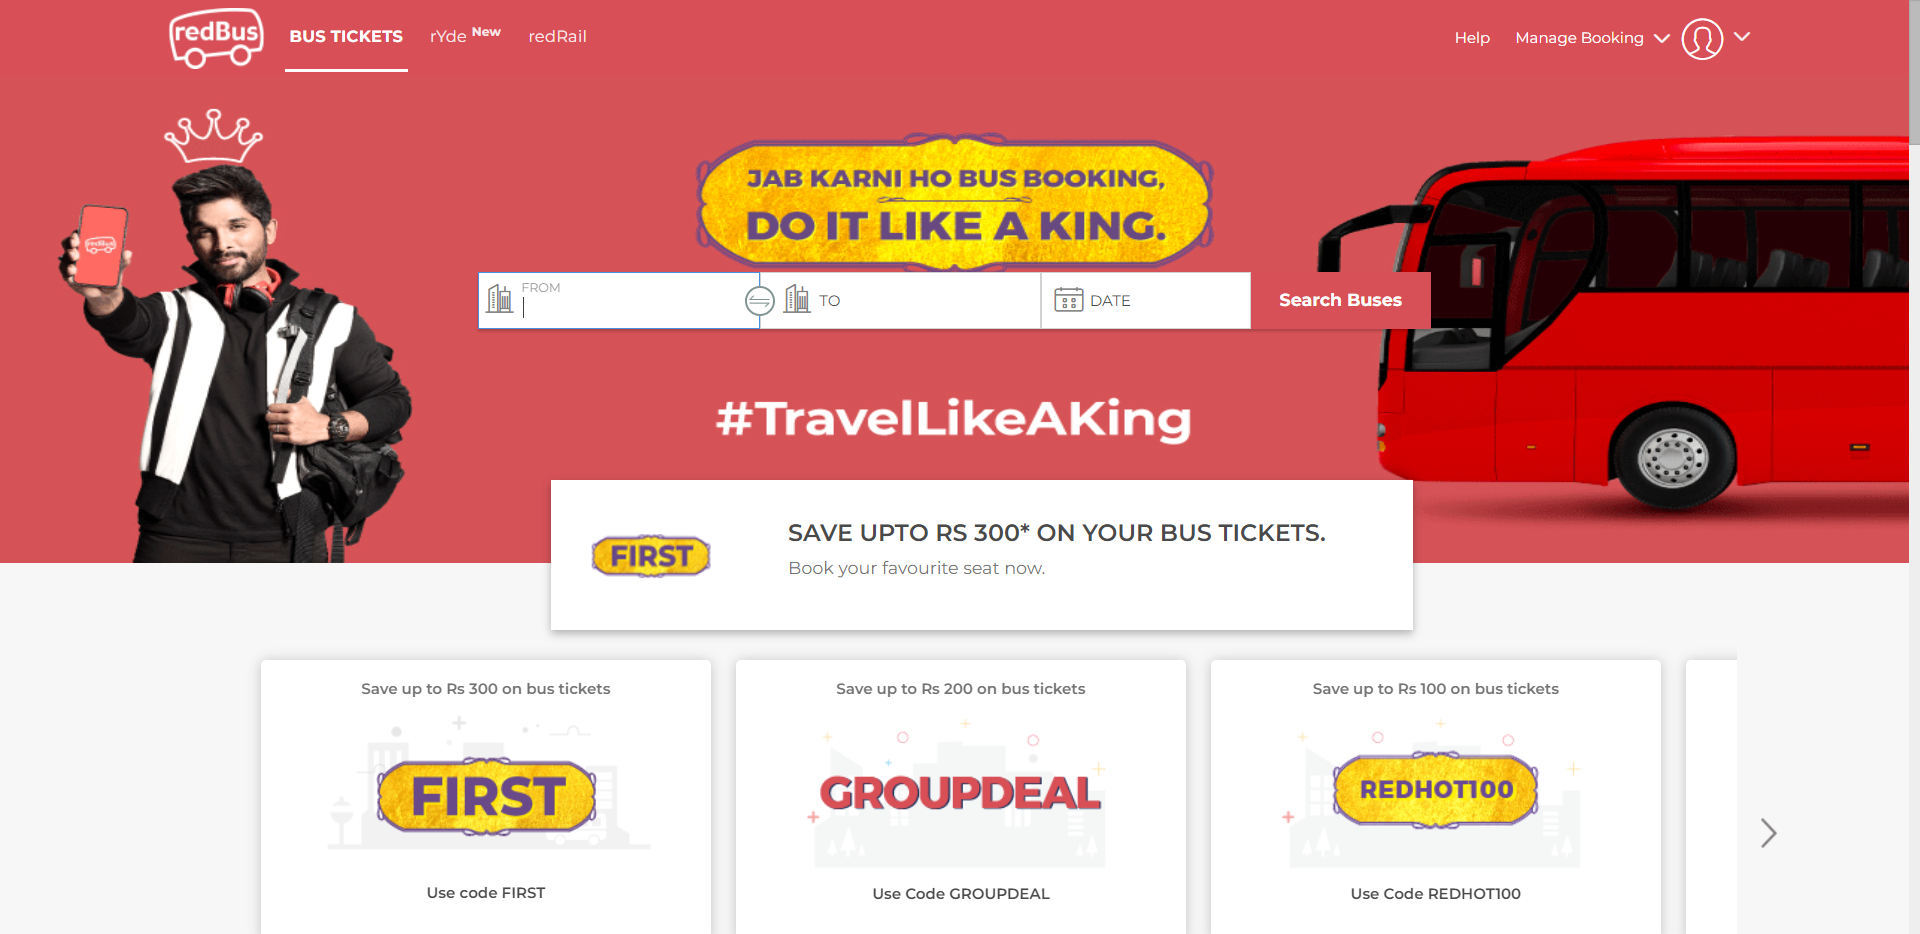 redBus
BUS TICKETS
rYde New
redRail
Help
Manage Booking
redBus
JAB KARNI HO BUS BOOKING,
DO IT LIKE A KING.
FROM
TO
DATE
Search Buses
#TravelLikeAKing
FIRST
SAVE UPTO RS 300* ON YOUR BUS TICKETS.
Book your favourite seat now.
Save up to Rs 300 on bus tickets
FIRST
Use code FIRST
Save up to Rs 200 on bus tickets
GROUPDEAL
Use Code GROUPDEAL
Save up to Rs 100 on bus tickets
REDHOT100
Use Code REDHOT100